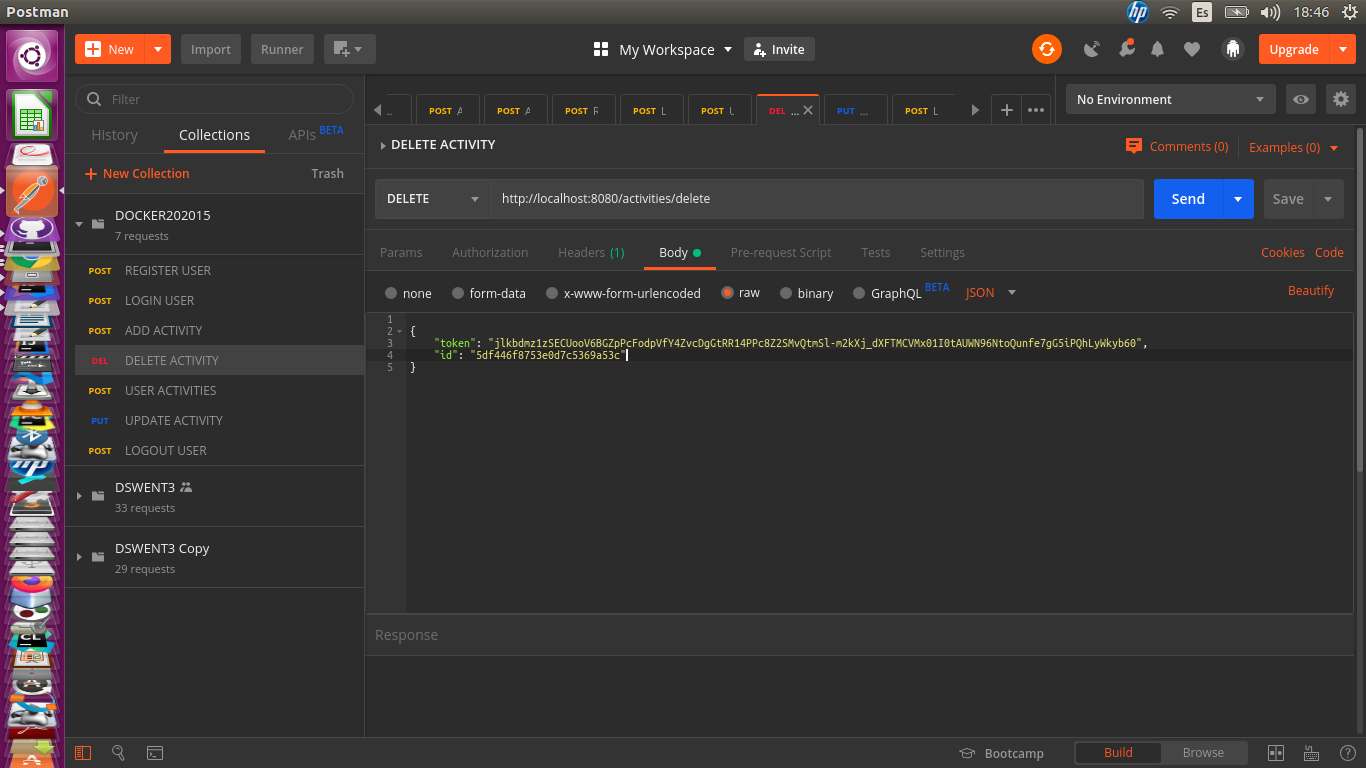 Postman
hp
Es
18:46
New
Import
Runner
My Workspace
Invite
Upgrade
Filter
History
Collections
APIs BETA
New Collection
Trash
DOCKER202015
7 requests
POST REGISTER USER
POST LOGIN USER
POST ADD ACTIVITY
DEL DELETE ACTIVITY
POST USER ACTIVITIES
PUT UPDATE ACTIVITY
POST LOGOUT USER
DSWENT3
33 requests
DSWENT3 Copy
29 requests
..
POST A
POST A
POST R
POST L
POST U
DEL ...
PUT ...
POST L
No Environment
DELETE ACTIVITY
Comments (0)
Examples (0)
DELETE
http://localhost:8080/activities/delete
Send
Save
Params
Authorization
Headers (1)
Body
Pre-request Script
Tests
Settings
Cookies
Code
none
form-data
x-www-form-urlencoded
raw
binary
GraphQL BETA
JSON
Beautify
1
2 {
3 "token": "jlkbdmz1zSECUooV6BGZpPcFodpVfY4ZvcDgGtRR14PPc8Z2SMvQtmSl-m2kXj_dXFTMCVMx01I0tAUWN96NtoQunfe7gG5iPQhLyWkyb60",
4 "id": "5df446f8753e0d7c5369a53c"
5 }
Response
Bootcamp
Build
Browse